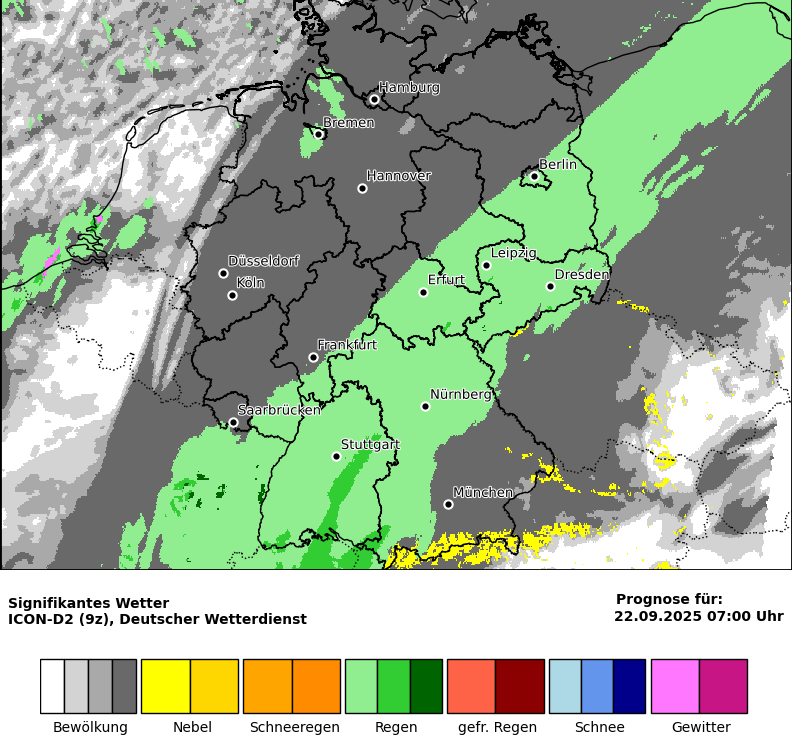 Hamburg
Bremen
Berlin
Hannover
Leipzig
Düsseldorf
Dresden
Köln
Erfurt
Frankfurt
Nürnberg
Saarbrücken
Stuttgart
München
Signifikantes Wetter
ICON-D2 (9z), Deutscher Wetterdienst
Prognose für:
22.09.2025 07:00 Uhr
Bewölkung Nebel Schneeregen Regen gefr. Regen Schnee Gewitter